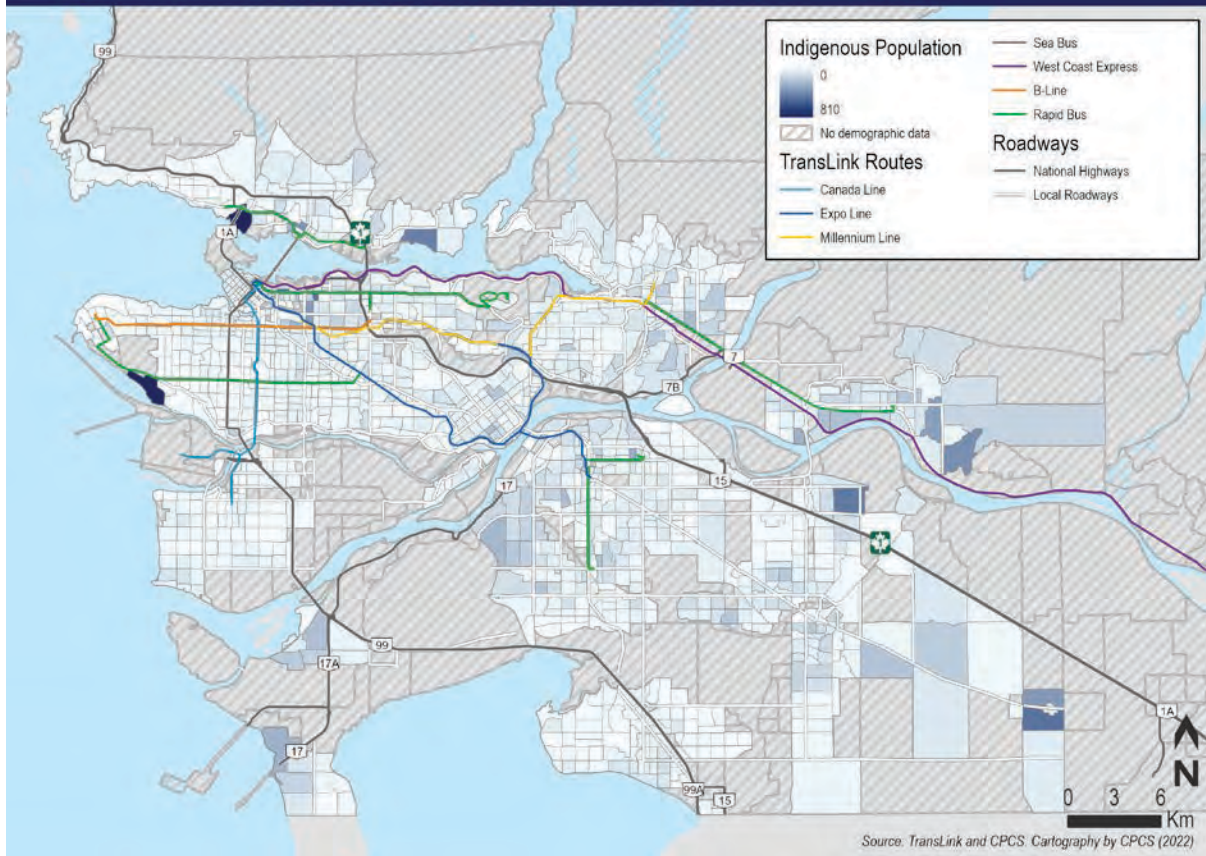 Indigenous Population
0
810
No demographic data
TransLink Routes
Canada Line
Expo Line
Millennium Line
Sea Bus
West Coast Express
B-Line
Rapid Bus
Roadways
National Highways
Local Roadways
99
1A
1
7
7B
17
15
1
99
17A
1A
17
99A
15
N
0 3 6
Km
Source: TransLink and CPCS. Cartography by CPCS (2022)